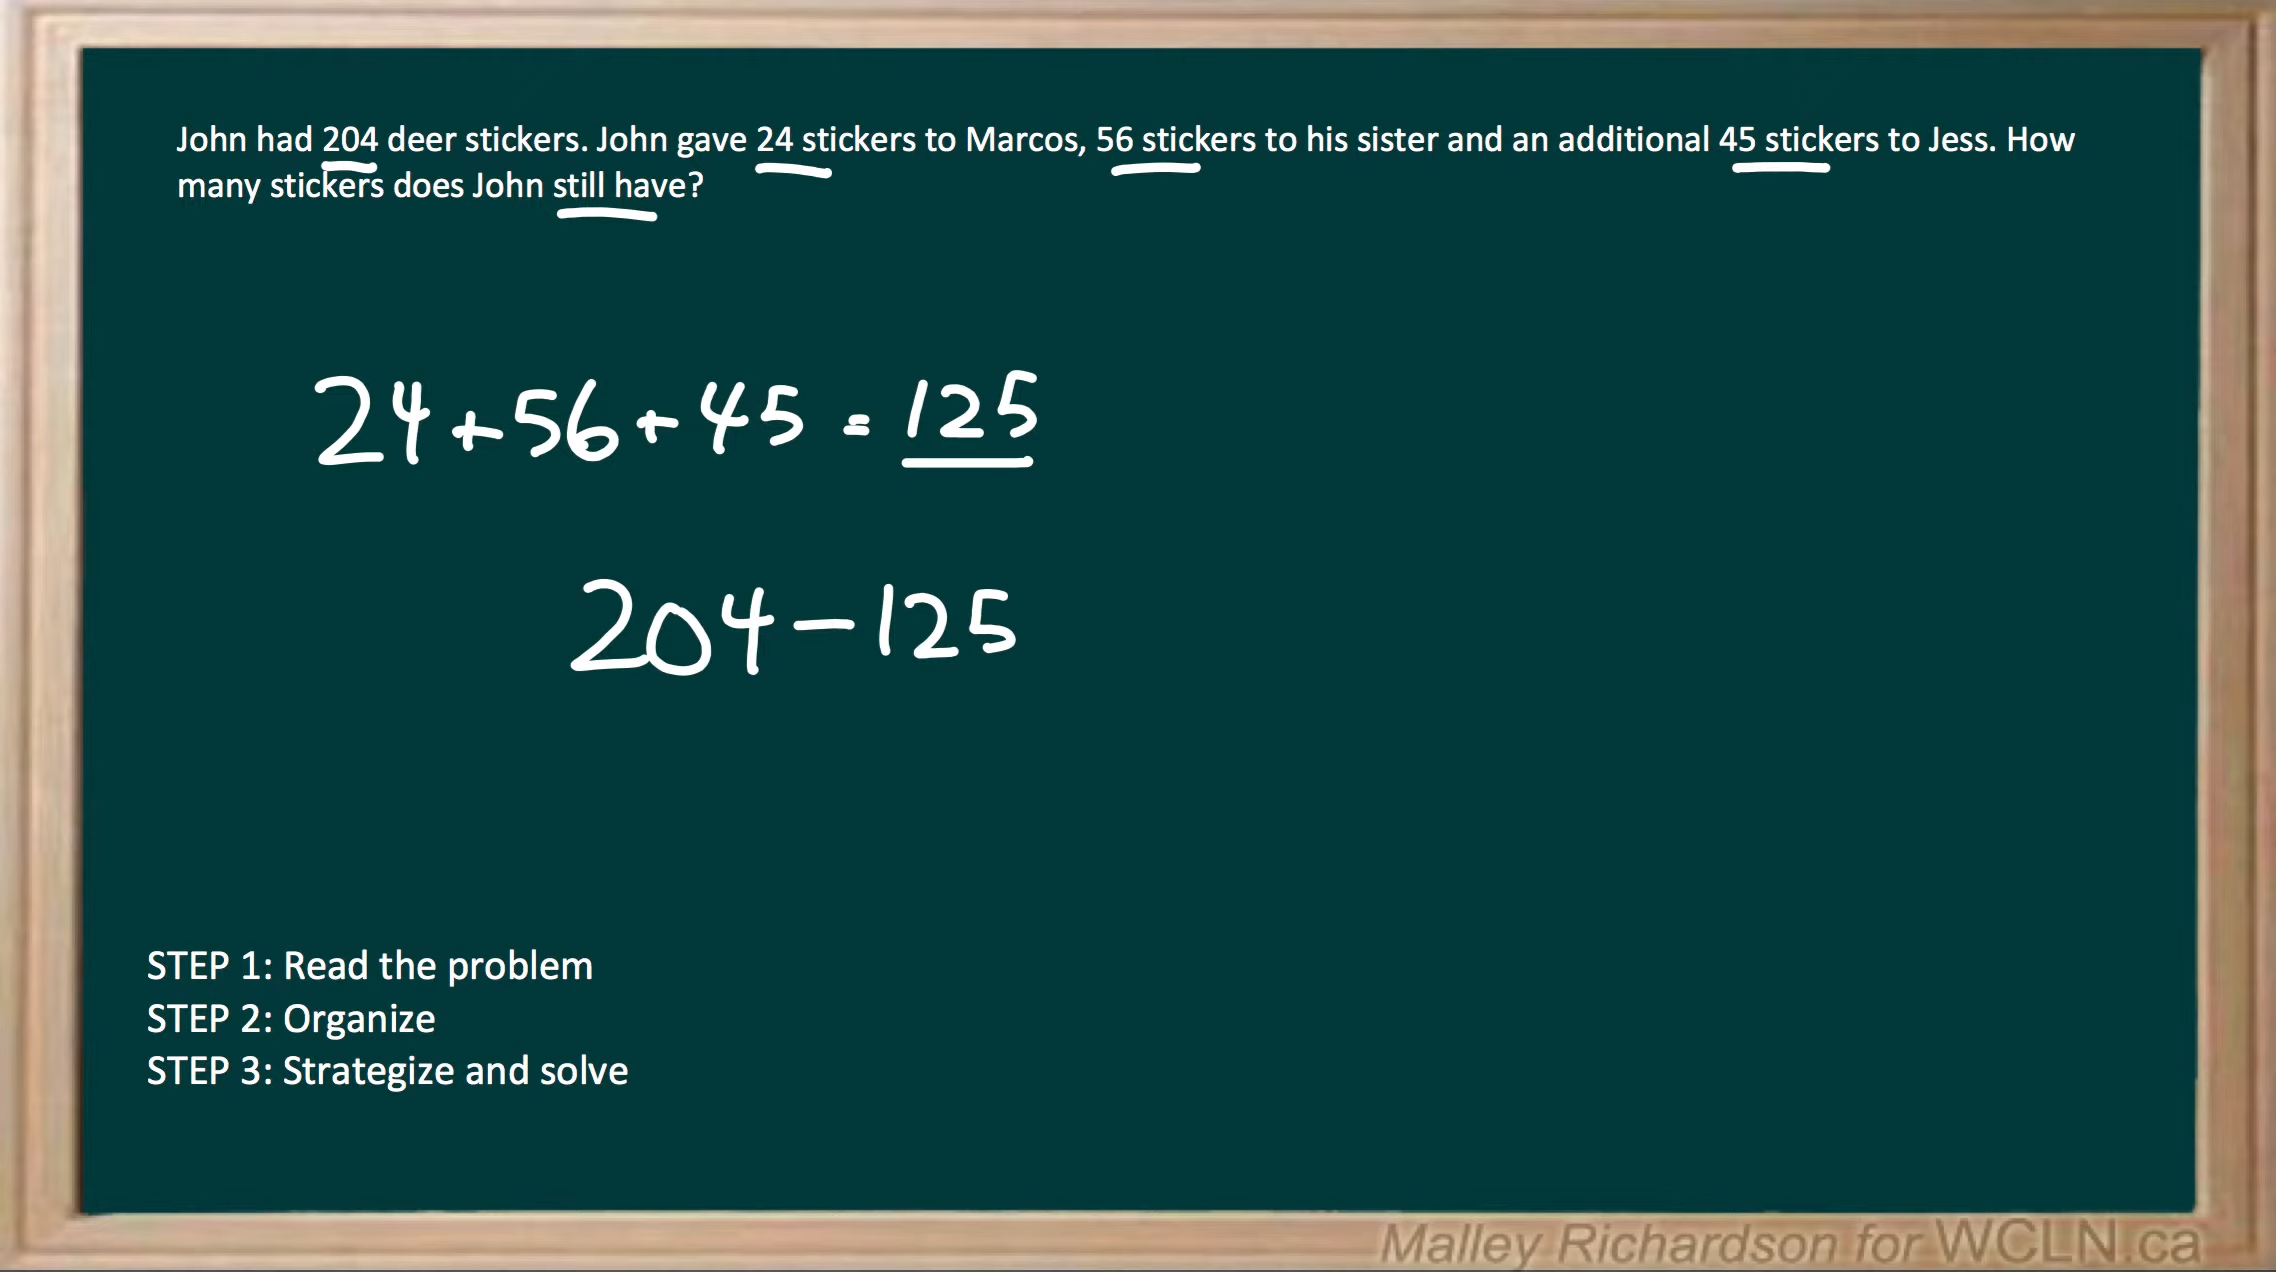 John had 204 deer stickers. John gave 24 stickers to Marcos, 56 stickers to his sister and an additional 45 stickers to Jess. How
many stickers does John still have?
24+56+45 = 125
204-125
STEP 1: Read the problem
STEP 2: Organize
STEP 3: Strategize and solve
Malley Richardson for WCLN.ca